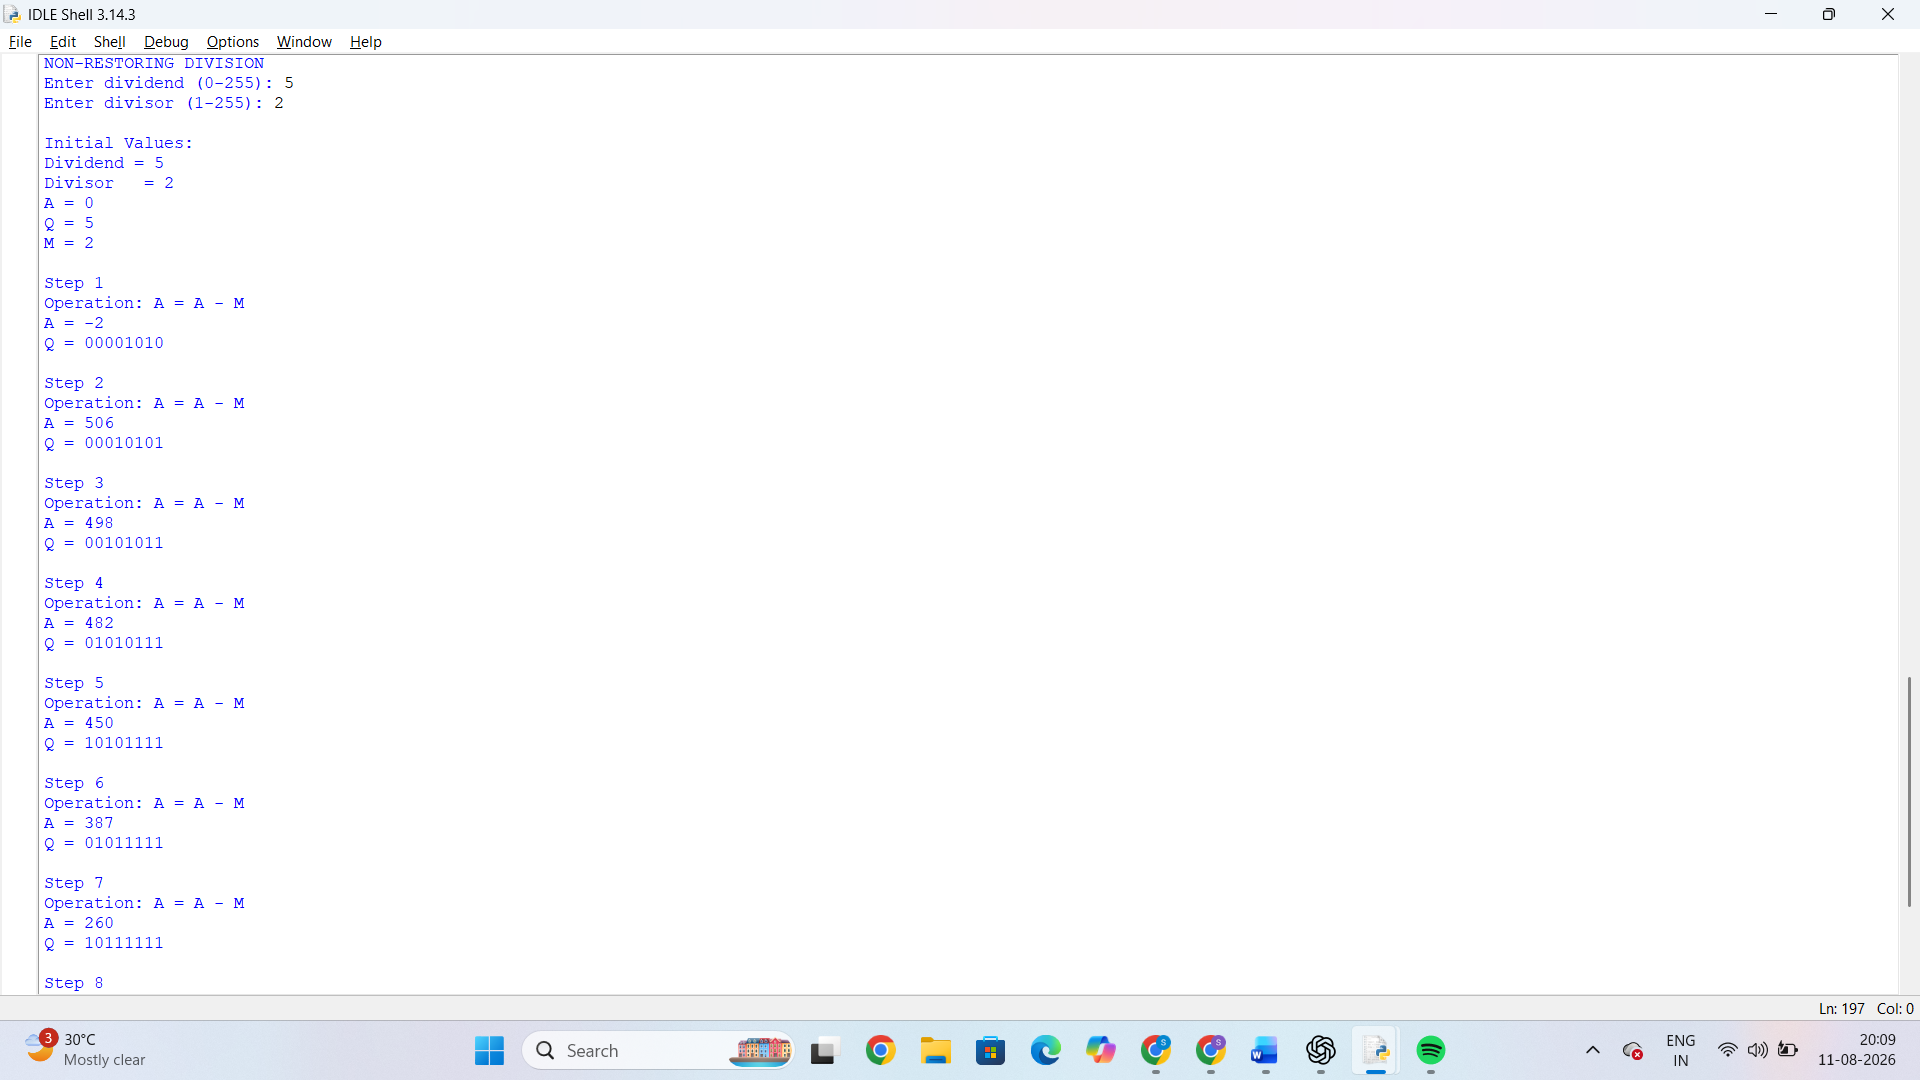 IDLE Shell 3.14.3
File Edit Shell Debug Options Window Help
NON-RESTORING DIVISION
Enter dividend (0-255): 5
Enter divisor (1-255): 2
Initial Values:
Dividend = 5
Divisor   = 2
A = 0
Q = 5
M = 2
Step 1
Operation: A = A - M
A = -2
Q = 00001010
Step 2
Operation: A = A - M
A = 506
Q = 00010101
Step 3
Operation: A = A - M
A = 498
Q = 00101011
Step 4
Operation: A = A - M
A = 482
Q = 01010111
Step 5
Operation: A = A - M
A = 450
Q = 10101111
Step 6
Operation: A = A - M
A = 387
Q = 01011111
Step 7
Operation: A = A - M
A = 260
Q = 10111111
Step 8
Ln: 197 Col: 0
3
30°C
Mostly clear
Search
S
S
W
ENG
IN
20:09
11-08-2026